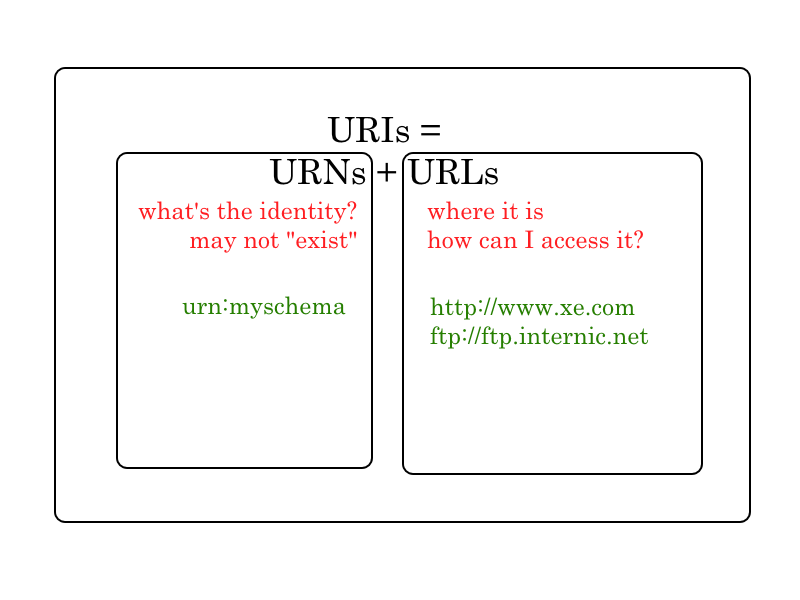 URIs =
URNs + URLs
what's the identity?
may not "exist"
urn:myschema
where it is
how can I access it?
http://www.xe.com
ftp://ftp.internic.net